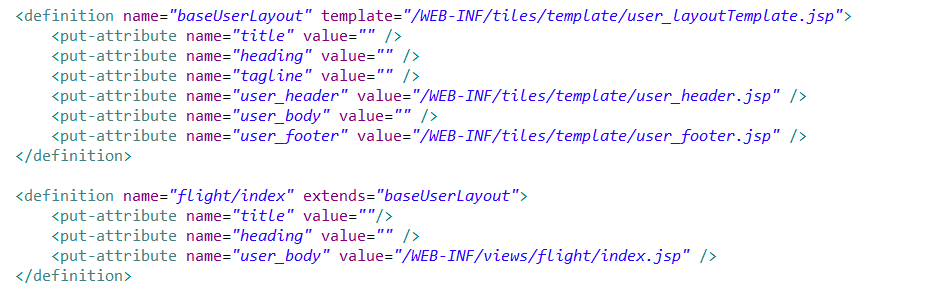 <definition name="baseUserLayout" template="/WEB-INF/tiles/template/user_layoutTemplate.jsp">
    <put-attribute name="title" value="" />
    <put-attribute name="heading" value="" />
    <put-attribute name="tagline" value="" />
    <put-attribute name="user_header" value="/WEB-INF/tiles/template/user_header.jsp" />
    <put-attribute name="user_body" value="" />
    <put-attribute name="user_footer" value="/WEB-INF/tiles/template/user_footer.jsp" />
</definition>
<definition name="flight/index" extends="baseUserLayout">
    <put-attribute name="title" value=""/>
    <put-attribute name="heading" value="" />
    <put-attribute name="user_body" value="/WEB-INF/views/flight/index.jsp" />
</definition>